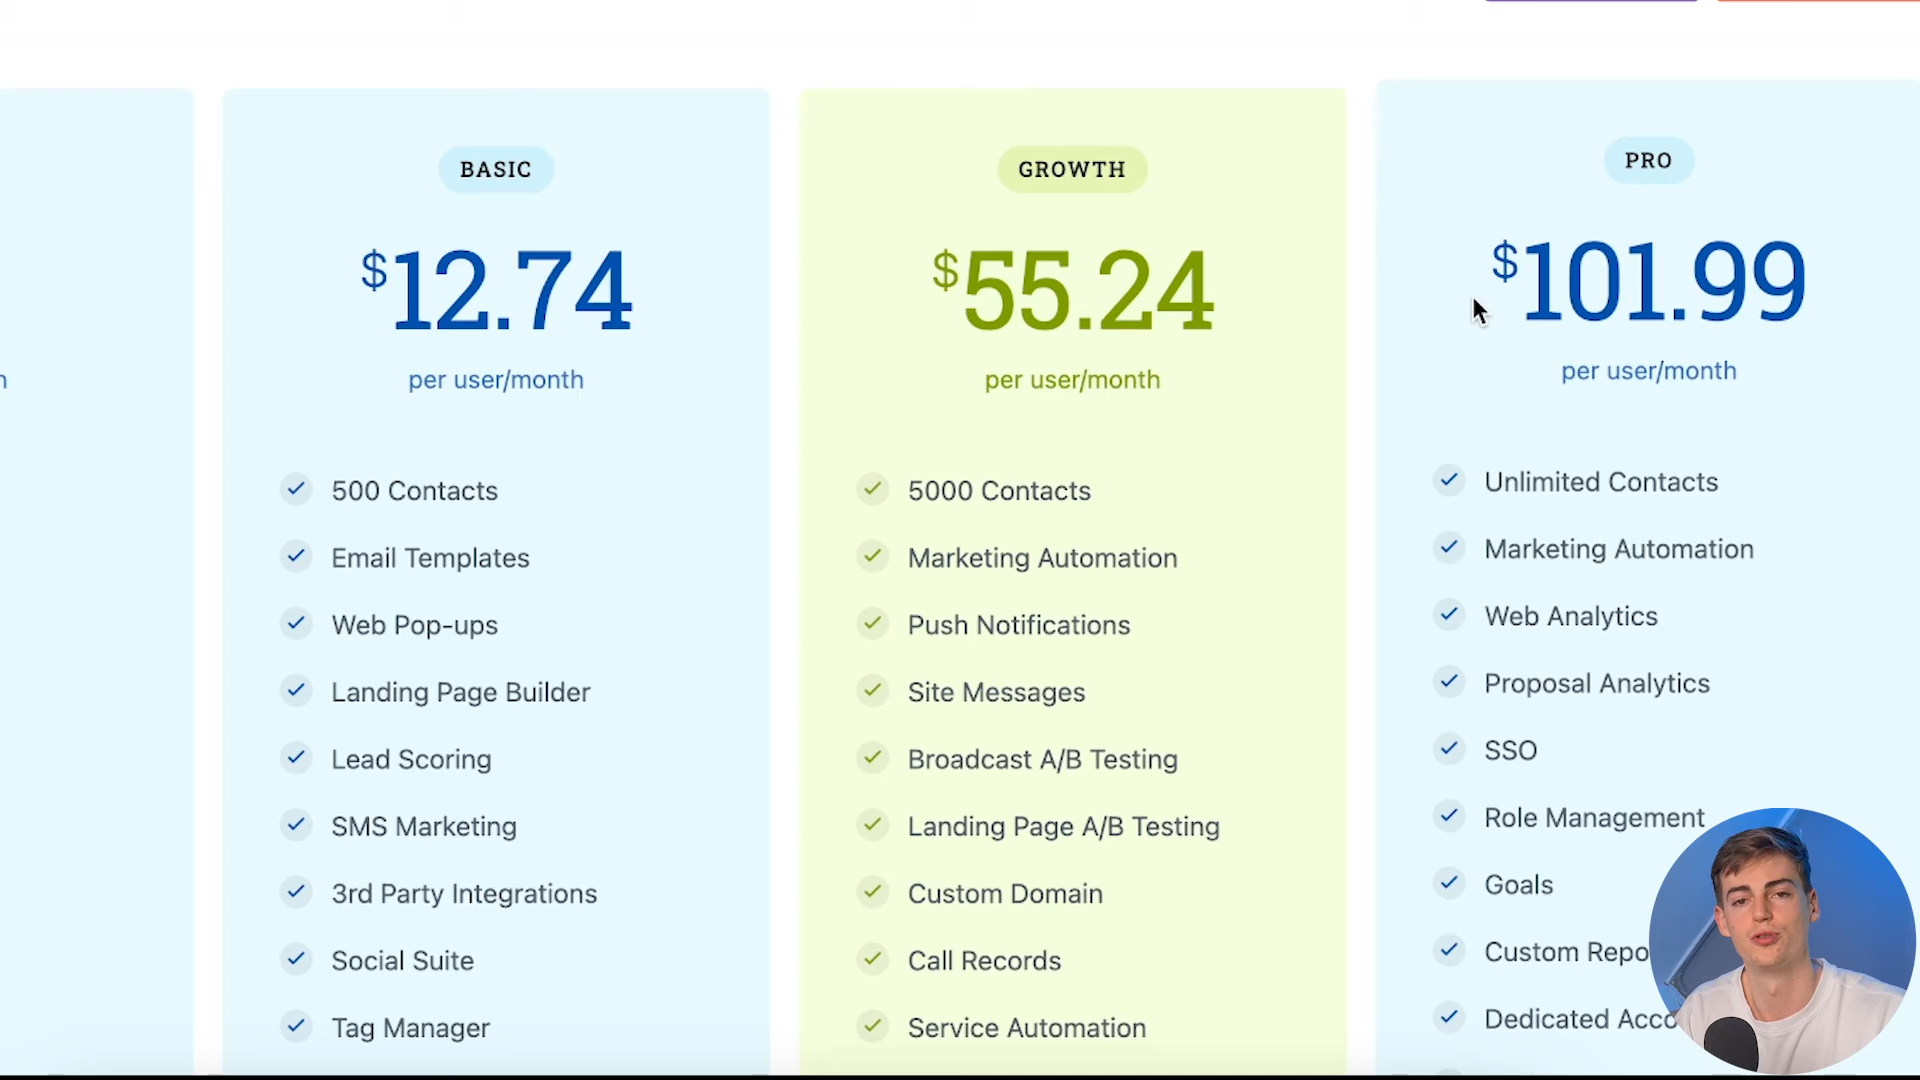 BASIC
$12.74
per user/month
500 Contacts
Email Templates
Web Pop-ups
Landing Page Builder
Lead Scoring
SMS Marketing
3rd Party Integrations
Social Suite
Tag Manager
GROWTH
$55.24
per user/month
5000 Contacts
Marketing Automation
Push Notifications
Site Messages
Broadcast A/B Testing
Landing Page A/B Testing
Custom Domain
Call Records
Service Automation
PRO
$101.99
per user/month
Unlimited Contacts
Marketing Automation
Web Analytics
Proposal Analytics
SSO
Role Management
Goals
Custom Repo
Dedicated Acco